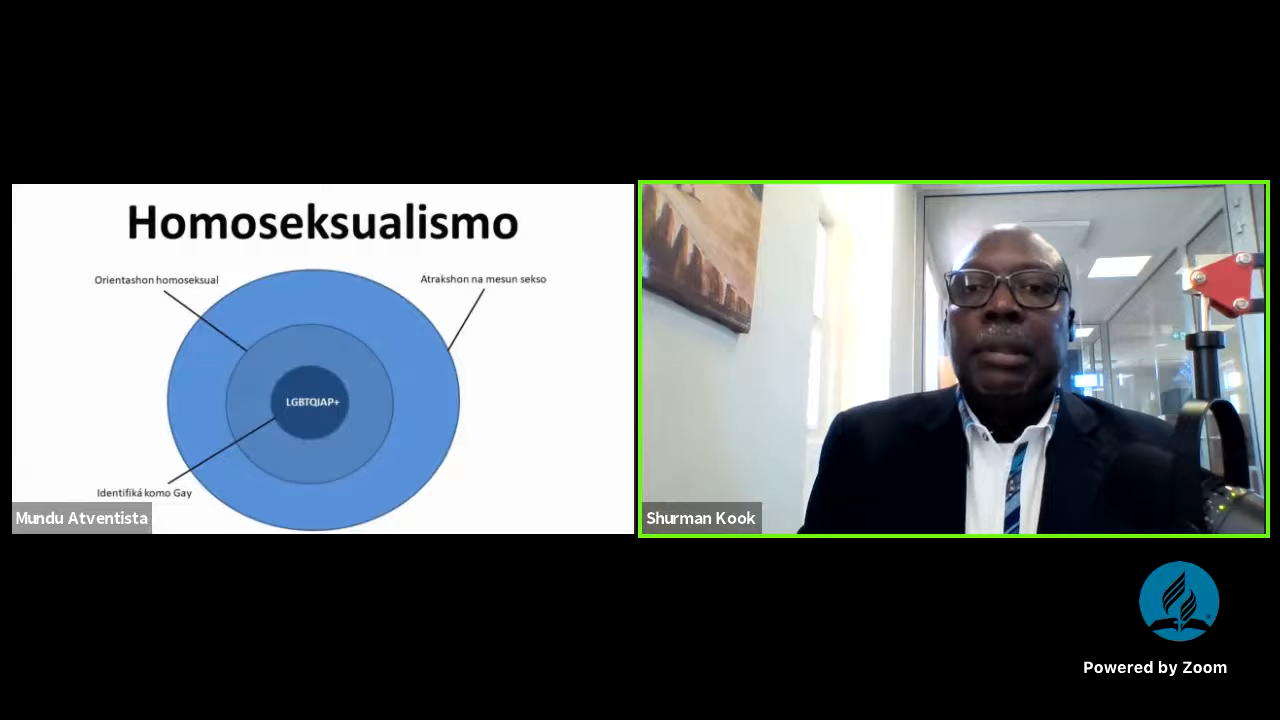 Homoseksualismo
Orientashon homoseksual
Atrakshon na mesun sekso
LGBTQIAP+
Identifiká komo Gay
Mundu Atventista
Shurman Kook
Powered by Zoom